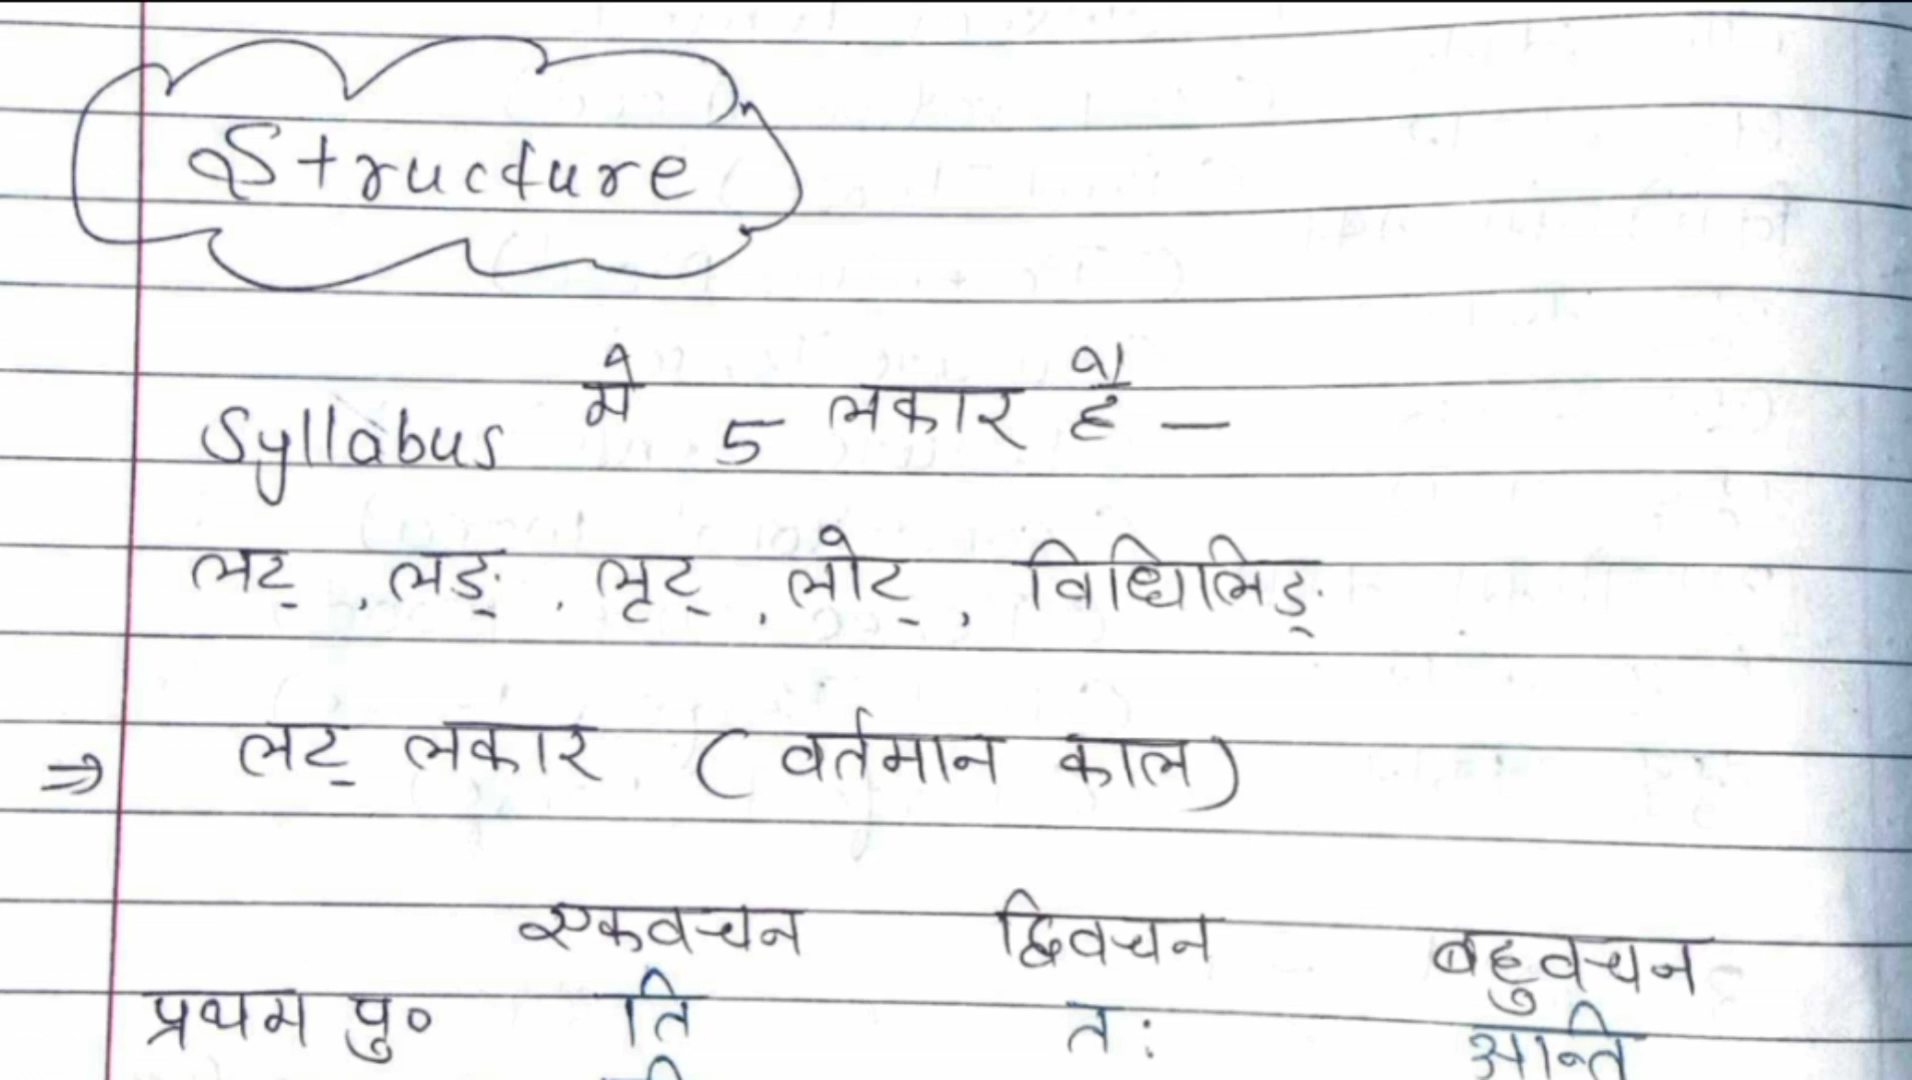 Structure
Syllabus में 5 लकार हैं -
लट्, लङ्, लृट्, लोट्, विधिलिङ्
⇒ लट् लकार (वर्तमान काल)
एकवचन द्विवचन बहुवचन
प्रथम पु० ति तः अन्ति